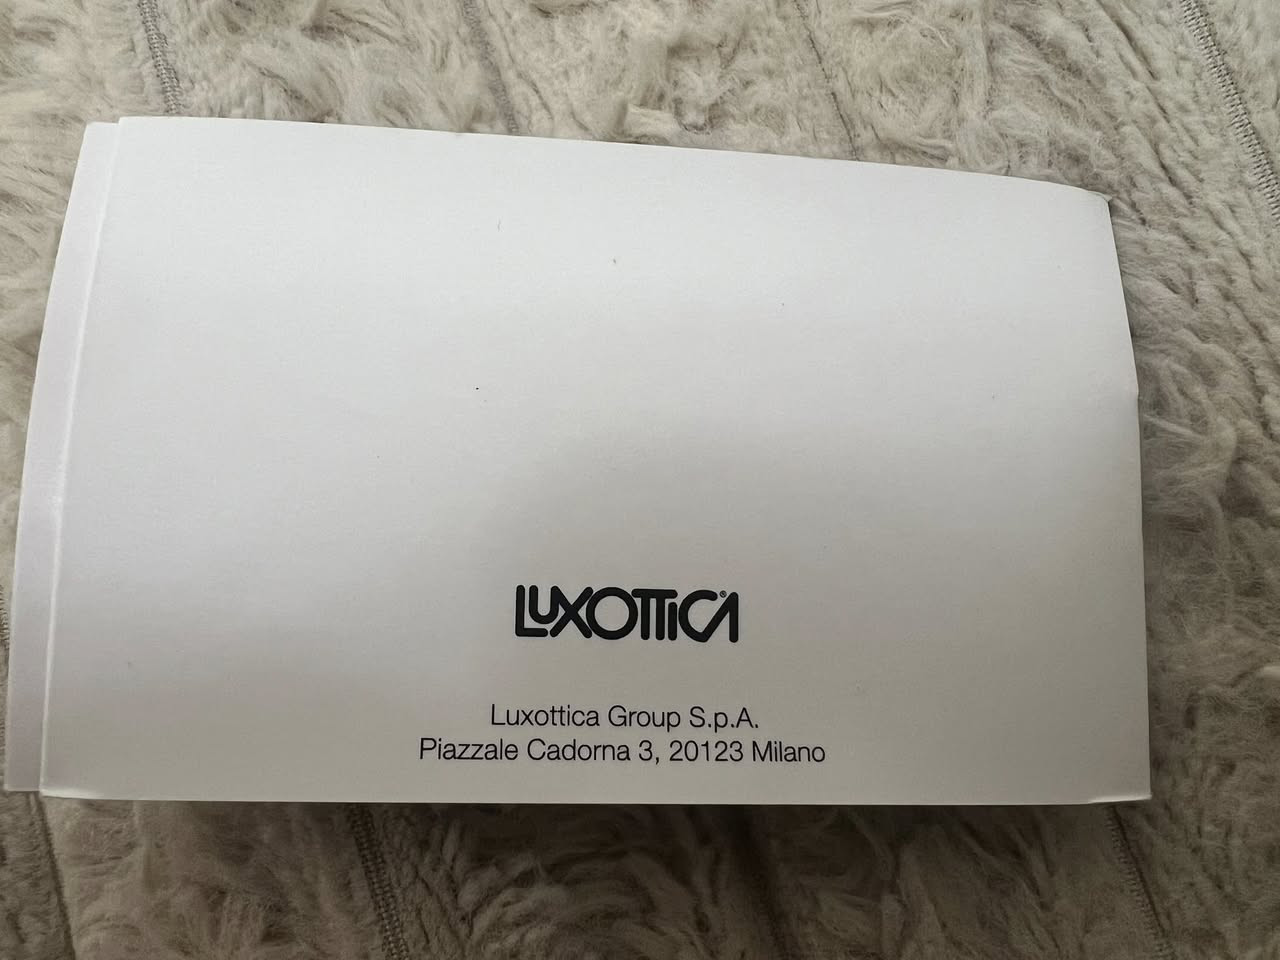 LUXOTTICA
Luxottica Group S.p.A.
Piazzale Cadorna 3, 20123 Milano